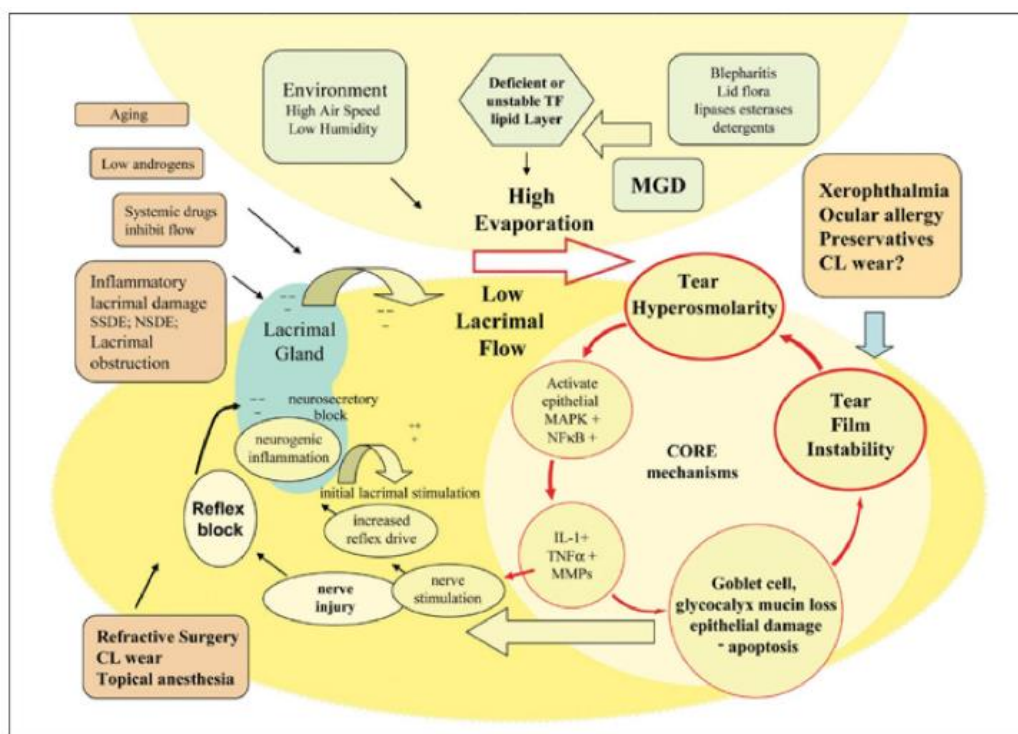 Environment
High Air Speed
Low Humidity
Deficient or
unstable TF
lipid Layer
Blepharitis
Lid flora
lipases esterases
detergents
MGD
Aging
Low androgens
Systemic drugs
inhibit flow
Inflammatory
lacrimal damage
SSDE; NSDE;
Lacrimal
obstruction
High
Evaporation
Xerophthalmia
Ocular allergy
Preservatives
CL wear?
Low
Lacrimal
Flow
Tear
Hyperosmolarity
-- --
--
-- --
-
Lacrimal
Gland
Activate
epithelial
MAPK +
NFκB +
Tear
Film
Instability
CORE
mechanisms
-- --
--
neurosecretory
block
++
+
neurogenic
inflammation
initial lacrimal stimulation
Reflex
block
increased
reflex drive
IL-1+
TNFα +
MMPs
nerve
injury
nerve
stimulation
Goblet cell,
glycocalyx mucin loss
epithelial damage
- apoptosis
Refractive Surgery
CL wear
Topical anesthesia